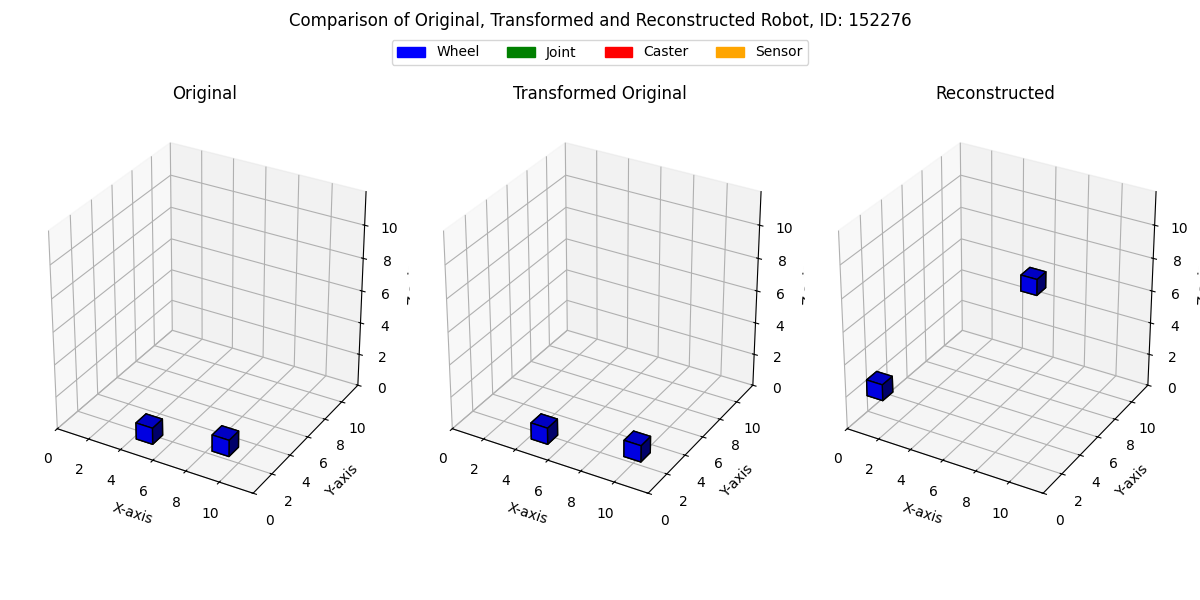 Comparison of Original, Transformed and Reconstructed Robot, ID: 152276
Wheel Joint Caster Sensor
Original
Transformed Original
Reconstructed
0 2 4 6 8 10
X-axis
0 2 4 6 8 10
Y-axis
0 2 4 6 8 10
0 2 4 6 8 10
X-axis
0 2 4 6 8 10
Y-axis
0 2 4 6 8 10
0 2 4 6 8 10
X-axis
0 2 4 6 8 10
Y-axis
0 2 4 6 8 10